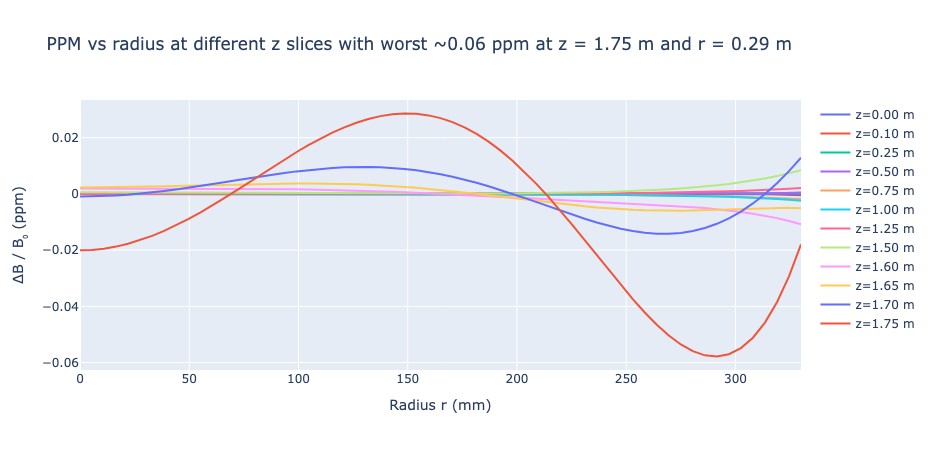 PPM vs radius at different z slices with worst ~0.06 ppm at z = 1.75 m and r = 0.29 m
ΔB / B₀ (ppm)
0.02
0
−0.02
−0.04
−0.06
0 50 100 150 200 250 300
Radius r (mm)
z=0.00 m
z=0.10 m
z=0.25 m
z=0.50 m
z=0.75 m
z=1.00 m
z=1.25 m
z=1.50 m
z=1.60 m
z=1.65 m
z=1.70 m
z=1.75 m